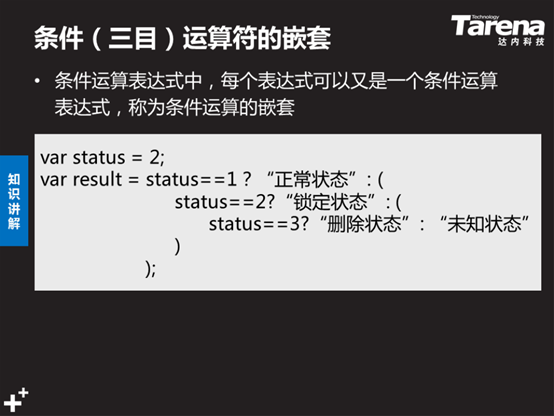 条件（三目）运算符的嵌套
Technology
Tarena
达内科技
• 条件运算表达式中，每个表达式可以又是一个条件运算
表达式，称为条件运算的嵌套
知识讲解
var status = 2;
var result = status==1 ? “正常状态” : (
status==2?“锁定状态” : (
status==3?“删除状态” : “未知状态”
)
);